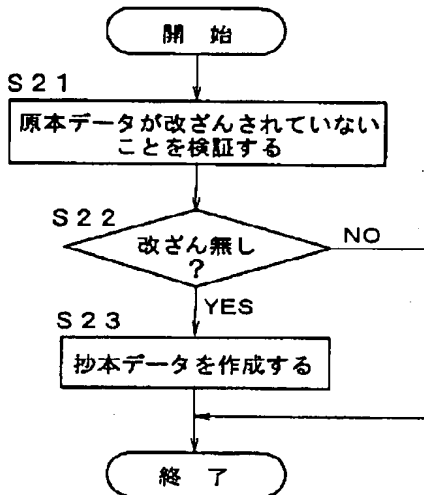 開　始
S21
原本データが改ざんされていない
ことを検証する
S22
改ざん無し
?
NO
YES
S23
抄本データを作成する
終　了